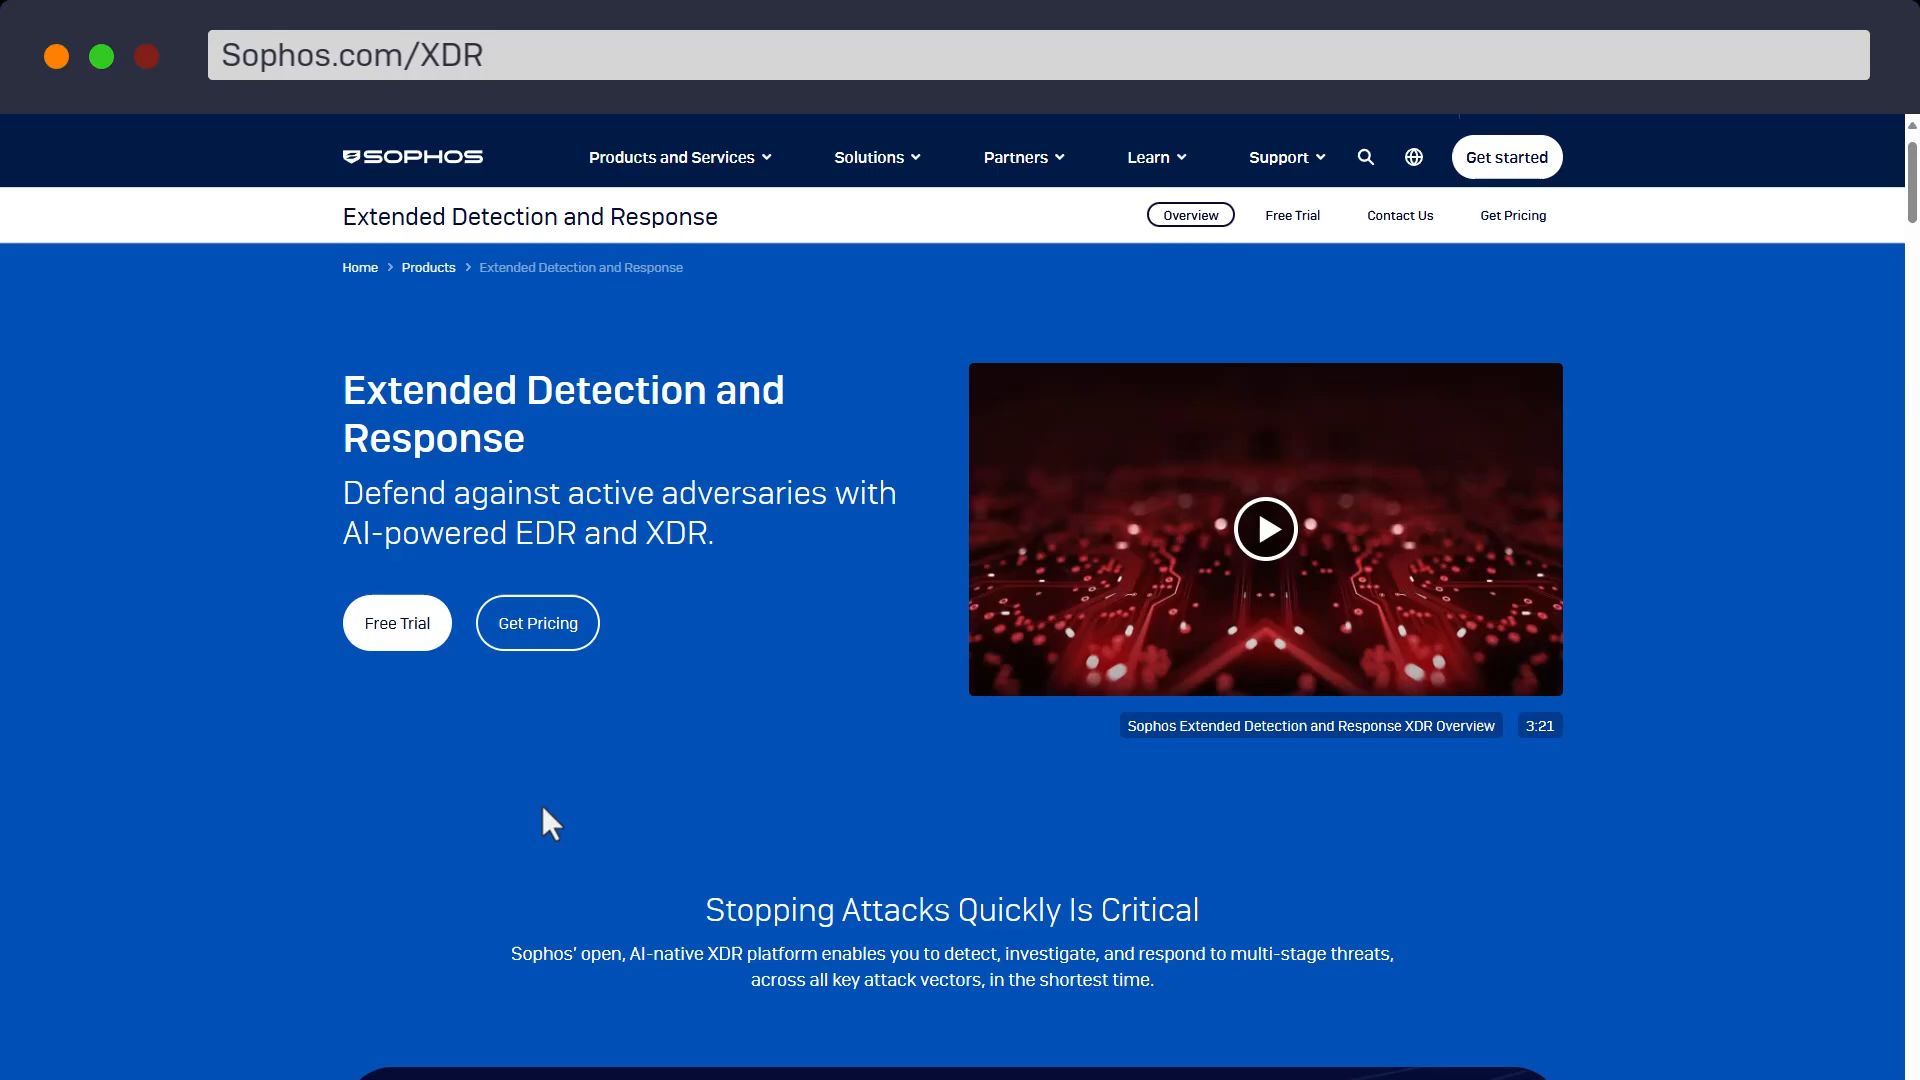 Sophos.com/XDR
SOPHOS
Products and Services
Solutions
Partners
Learn
Support
Get started
Extended Detection and Response
Overview
Free Trial
Contact Us
Get Pricing
Home > Products > Extended Detection and Response
Extended Detection and
Response
Defend against active adversaries with
AI-powered EDR and XDR.
Free Trial
Get Pricing
Sophos Extended Detection and Response XDR Overview
3:21
Stopping Attacks Quickly Is Critical
Sophos' open, AI-native XDR platform enables you to detect, investigate, and respond to multi-stage threats,
across all key attack vectors, in the shortest time.